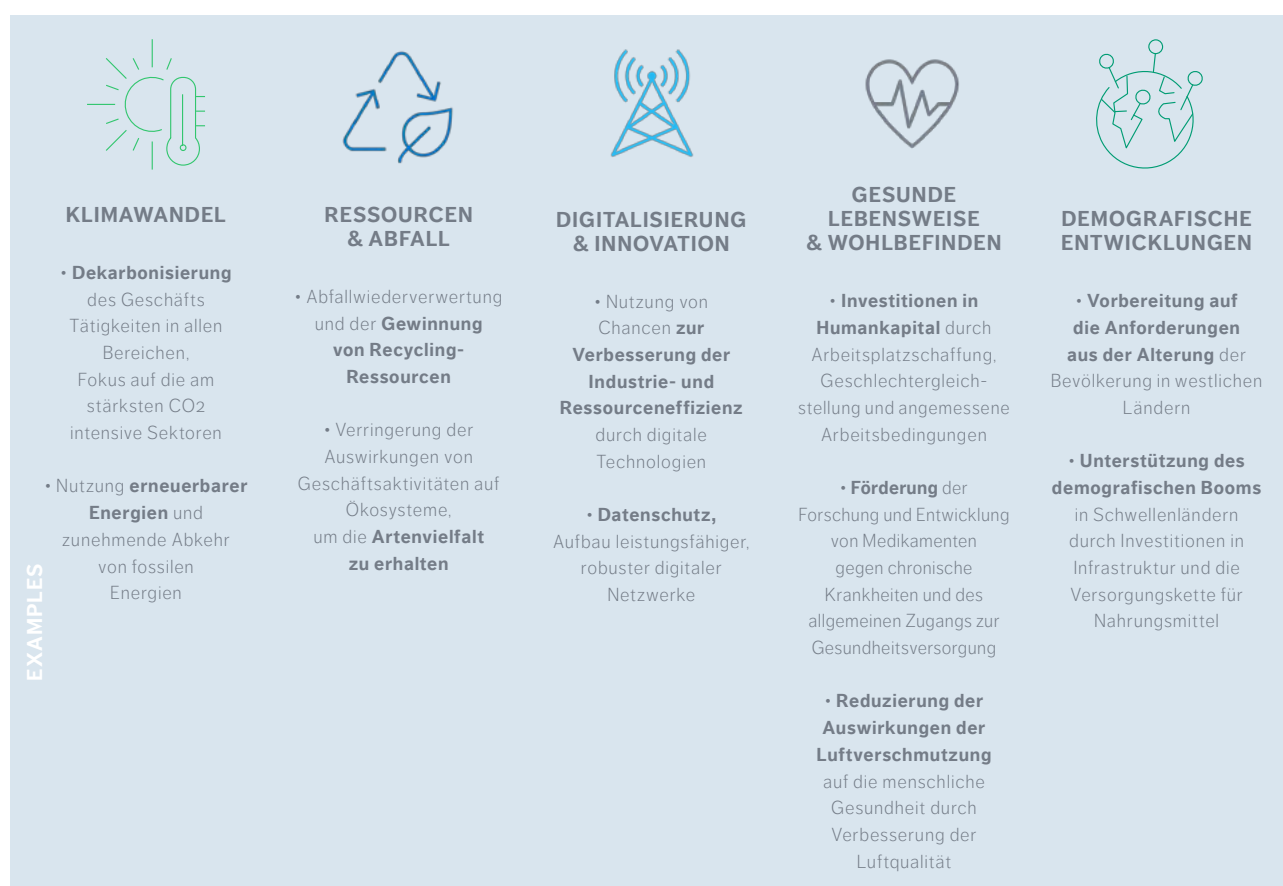 KLIMAWANDEL
• Dekarbonisierung
des Geschäfts
Tätigkeiten in allen
Bereichen,
Fokus auf die am
stärksten CO2
intensive Sektoren
• Nutzung erneuerbarer
Energien und
zunehmende Abkehr
von fossilen
Energien
RESSOURCEN
& ABFALL
• Abfallwiederverwertung
und der Gewinnung
von Recycling-
Ressourcen
• Verringerung der
Auswirkungen von
Geschäftsaktivitäten auf
Ökosysteme,
um die Artenvielfalt
zu erhalten
DIGITALISIERUNG
& INNOVATION
• Nutzung von
Chancen zur
Verbesserung der
Industrie- und
Ressourceneffizienz
durch digitale
Technologien
• Datenschutz,
Aufbau leistungsfähiger,
robuster digitaler
Netzwerke
GESUNDE
LEBENSWEISE
& WOHLBEFINDEN
• Investitionen in
Humankapital durch
Arbeitsplatzschaffung,
Geschlechtergleich-
stellung und angemessene
Arbeitsbedingungen
• Förderung der
Forschung und Entwicklung
von Medikamenten
gegen chronische
Krankheiten und des
allgemeinen Zugangs zur
Gesundheitsversorgung
• Reduzierung der
Auswirkungen der
Luftverschmutzung
auf die menschliche
Gesundheit durch
Verbesserung der
Luftqualität
DEMOGRAFISCHE
ENTWICKLUNGEN
• Vorbereitung auf
die Anforderungen
aus der Alterung der
Bevölkerung in westlichen
Ländern
• Unterstützung des
demografischen Booms
in Schwellenländern
durch Investitionen in
Infrastruktur und die
Versorgungskette für
Nahrungsmittel
EXAMPLES